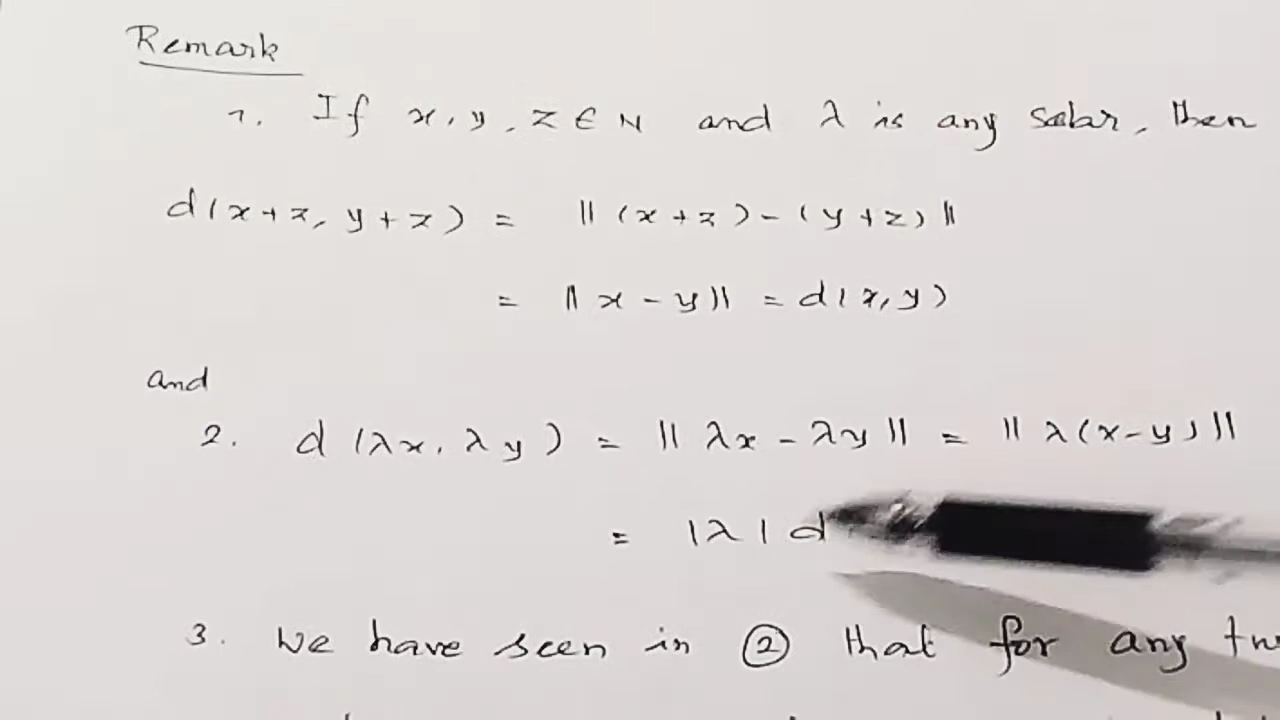 Remark
1. If x, y, z ∈ N and λ is any scalar, then
d(x+z, y+z) = ||(x+z)-(y+z)||
= ||x-y|| = d(x,y)
and
2. d(λx, λy) = ||λx-λy|| = ||λ(x-y)||
= |λ| d
3. We have seen in ② that for any